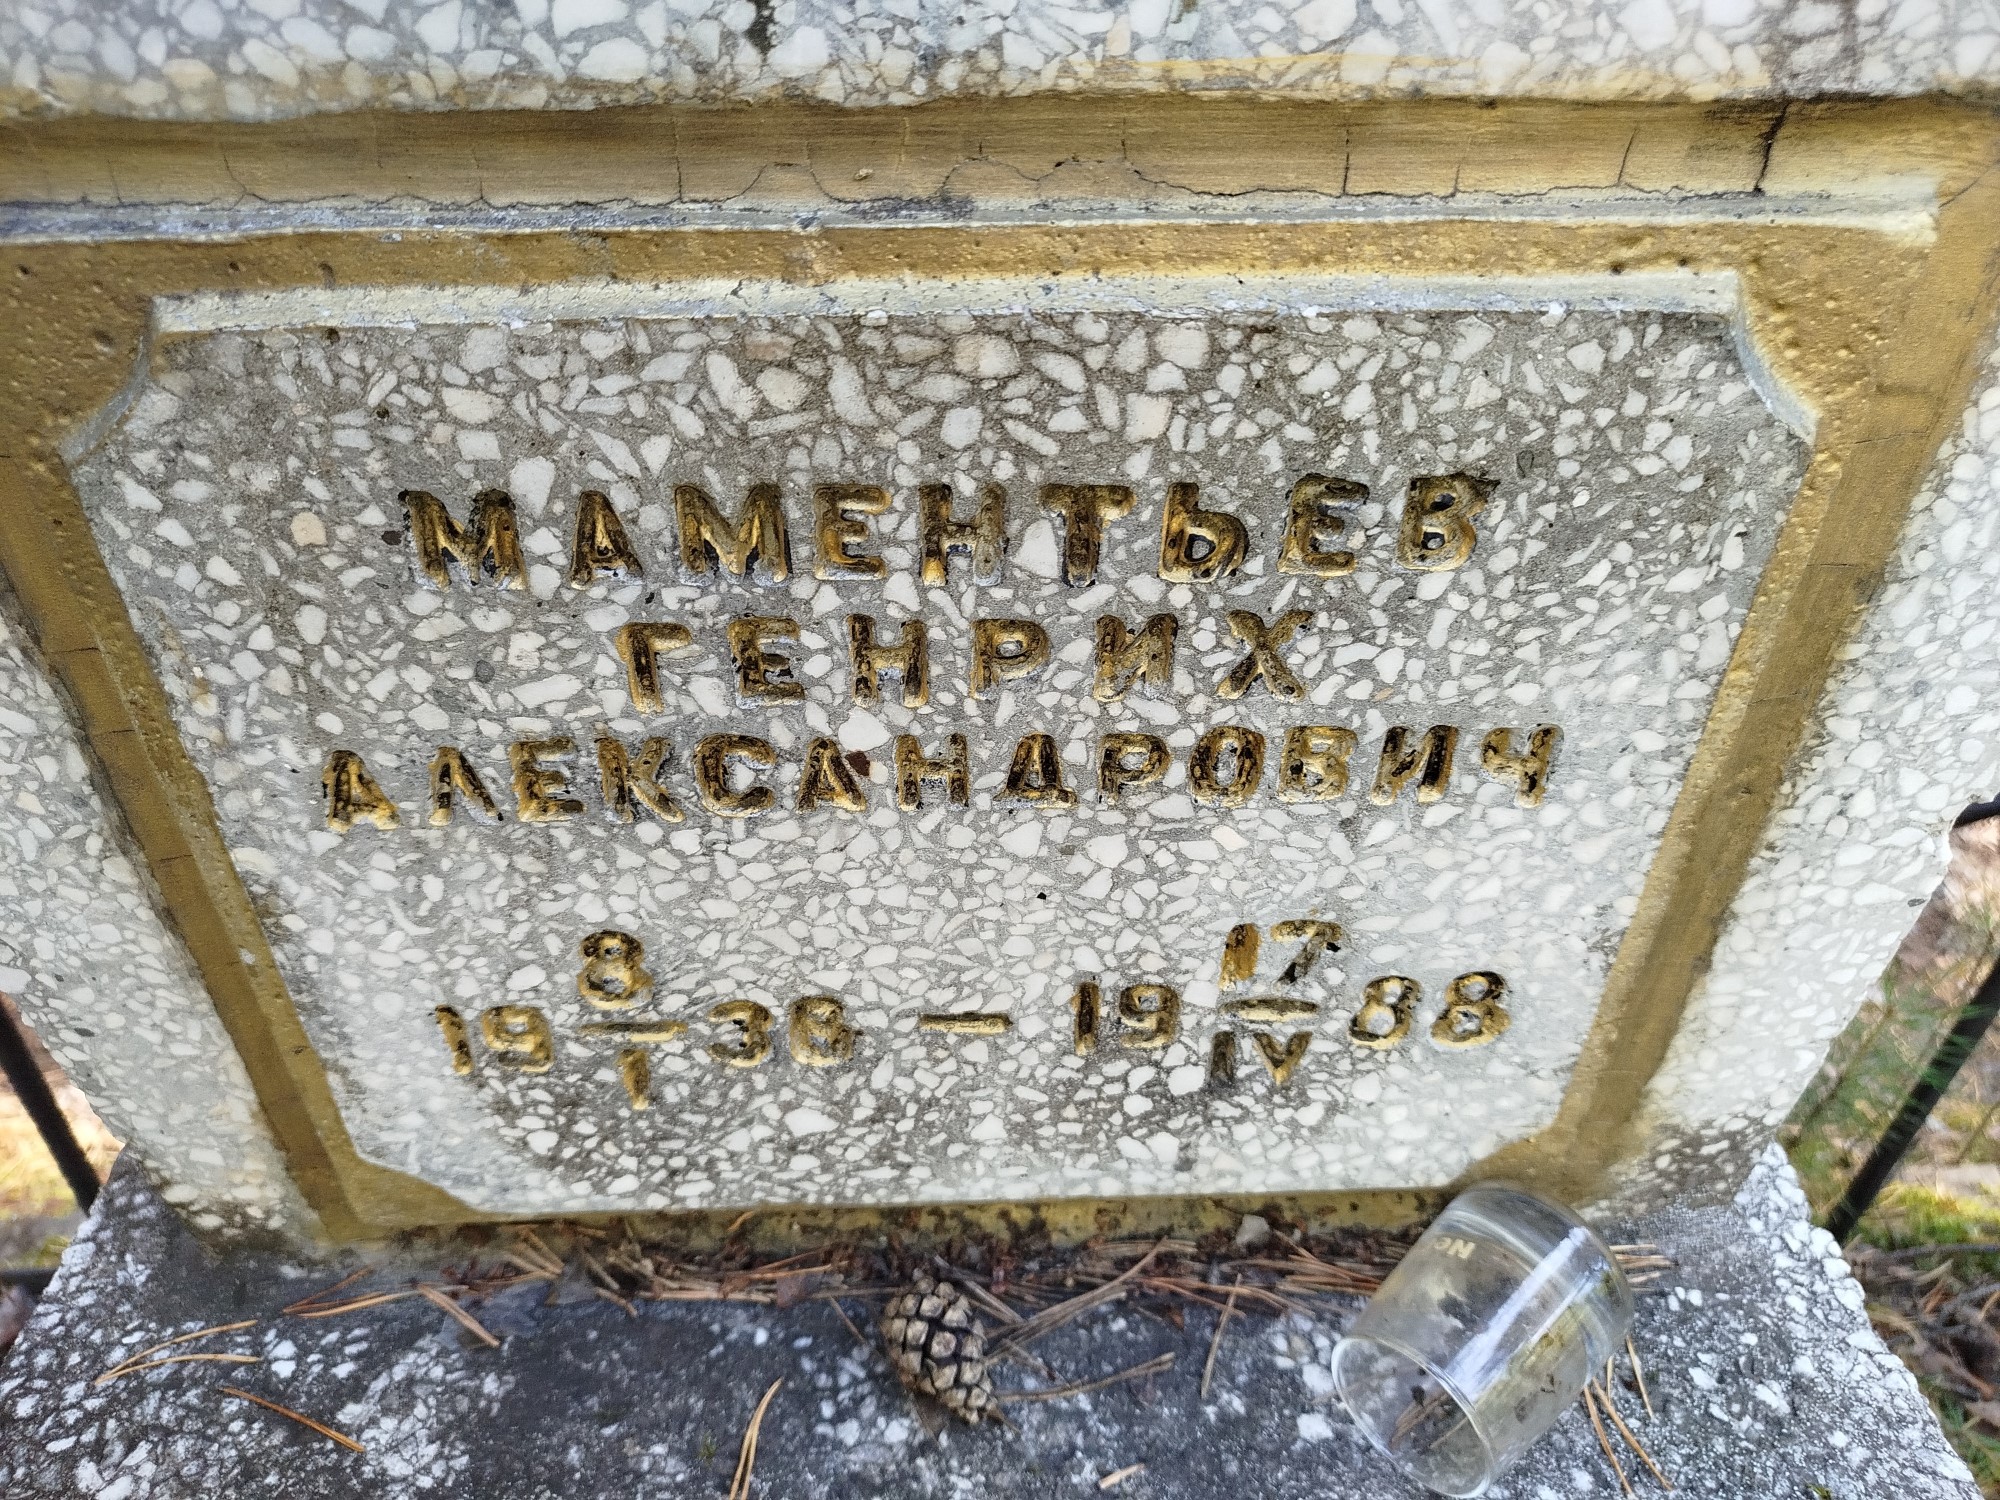 МАМЕНТЬЕВ
ГЕНРИХ
АЛЕКСАНДРОВИЧ
19 8/I 38 — 19 17/IV 88